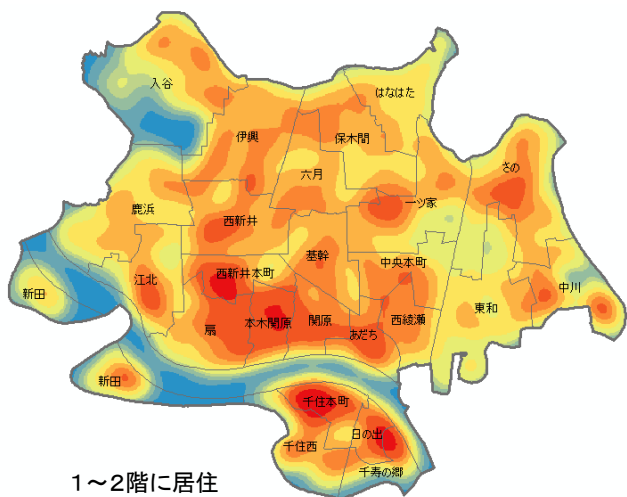 入谷
はなはた
伊興
保木間
さの
六月
一ツ家
鹿浜
西新井
基幹
中央本町
西新井本町
江北
中川
新田
東和
本木関原
関原
西綾瀬
扇
あだち
新田
千住本町
日の出
千住西
千寿の郷
1～2階に居住